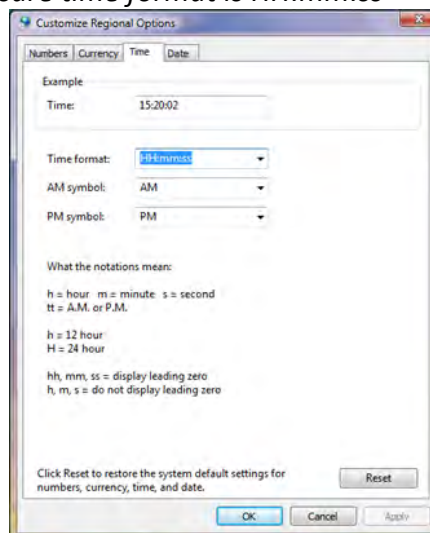 time format is HH:mm:ss
Customize Regional Options
Numbers Currency Time Date
Example
Time: 15:20:02
Time format: HH:mm:ss
AM symbol: AM
PM symbol: PM
What the notations mean:
h = hour m = minute s = second
tt = A.M. or P.M.
h = 12 hour
H = 24 hour
hh, mm, ss = display leading zero
h, m, s = do not display leading zero
Click Reset to restore the system default settings for
numbers, currency, time, and date.
Reset
OK Cancel Apply